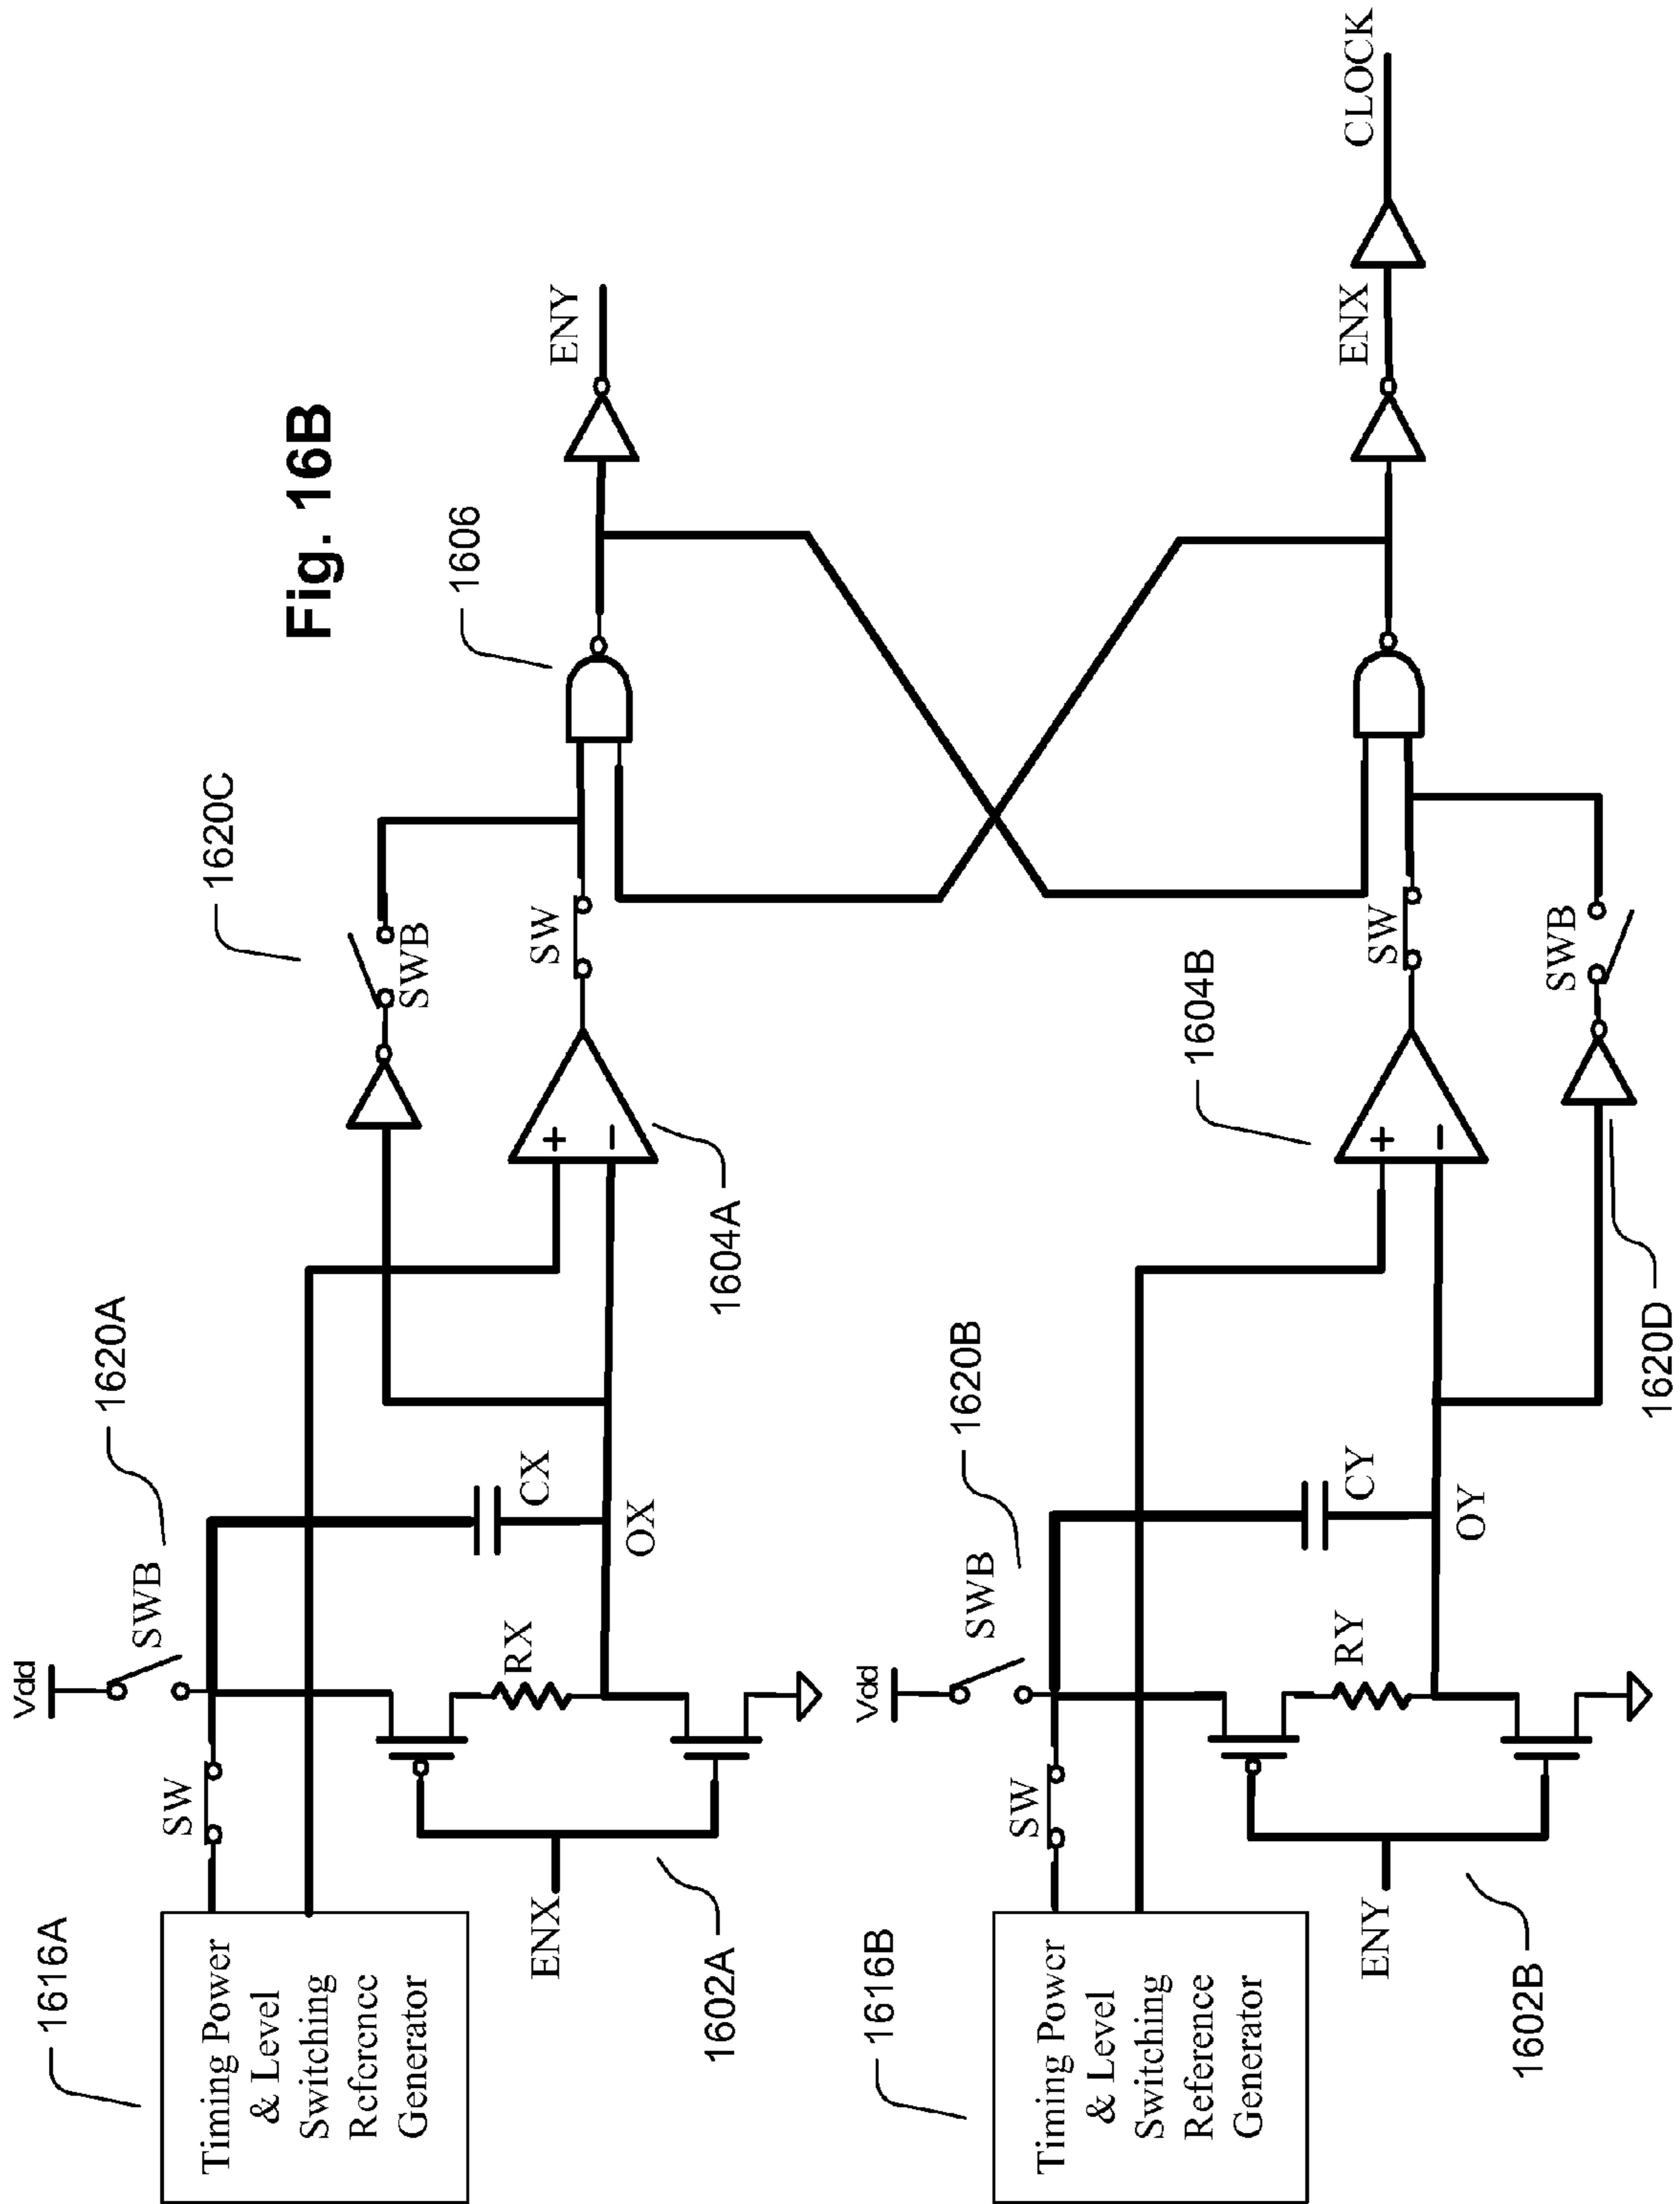 Fig. 16B
1616A
Timing Power
& Level
Switching
Reference
Generator
SW
Vdd
SWB
1620A
ENX
1602A
RX
CX
OX
1604A
+
−
SWB
1620C
SW
1606
ENY
1616B
Timing Power
& Level
Switching
Reference
Generator
SW
Vdd
SWB
1620B
ENY
1602B
RY
CY
OY
1604B
+
−
1620D
SW
SWB
ENX
CLOCK